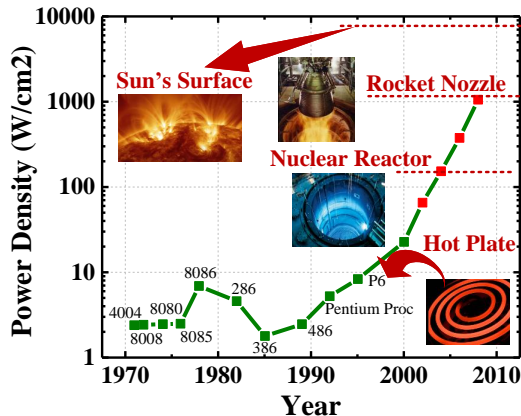 Power Density (W/cm2)
10000
1000
100
10
1
Sun's Surface
Rocket Nozzle
Nuclear Reactor
Hot Plate
4004
8008
8080
8085
8086
286
386
486
Pentium Proc
P6
1970
1980
1990
2000
2010
Year